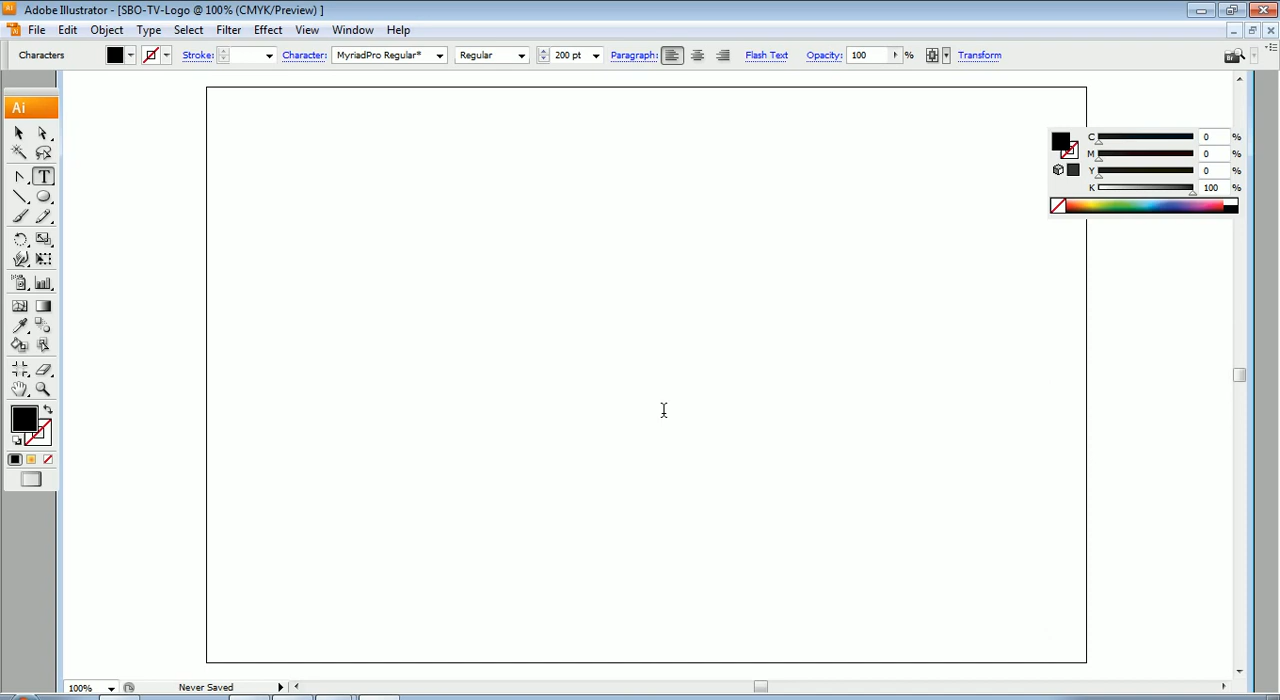 Adobe Illustrator - [SBO-TV-Logo @ 100% (CMYK/Preview) ]
File Edit Object Type Select Filter Effect View Window Help
Characters Stroke: Character: MyriadPro Regular* Regular 200 pt Paragraph: Flash Text Opacity: 100 % Transform
Ai
C 0 %
M 0 %
Y 0 %
K 100 %
100% Never Saved